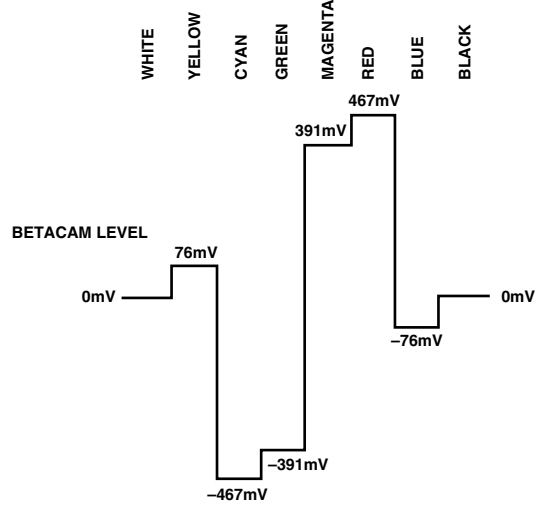 WHITE
YELLOW
CYAN
GREEN
MAGENTA
RED
BLUE
BLACK
467mV
391mV
BETACAM LEVEL
76mV
0mV
0mV
–76mV
–391mV
–467mV